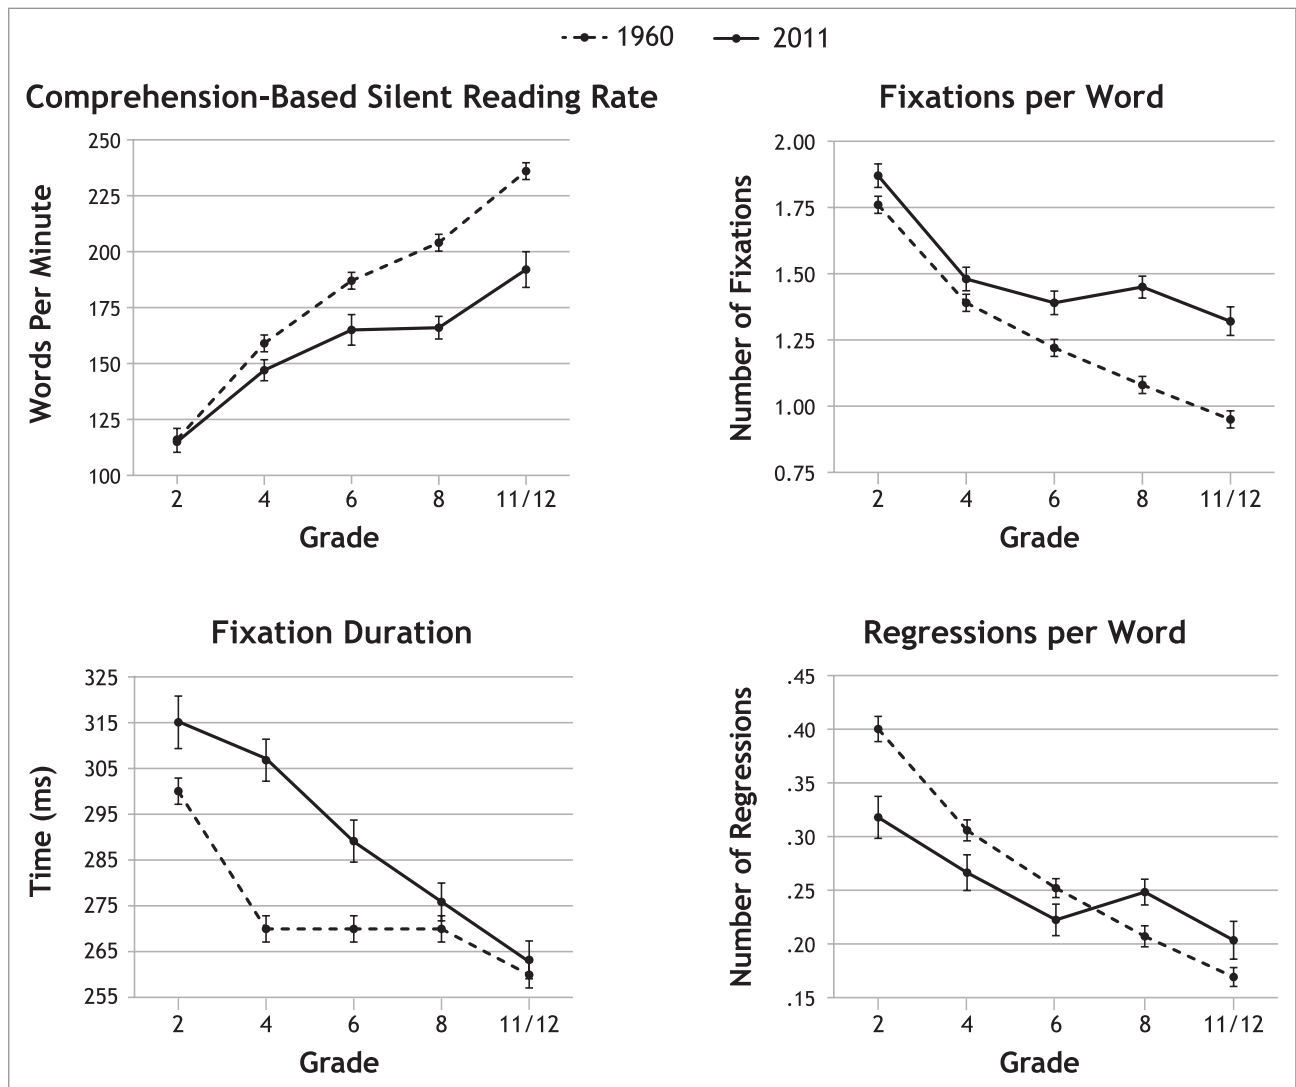 1960 2011
Comprehension-Based Silent Reading Rate
Words Per Minute
250
225
200
175
150
125
100
2 4 6 8 11/12
Grade
Fixations per Word
Number of Fixations
2.00
1.75
1.50
1.25
1.00
0.75
2 4 6 8 11/12
Grade
Fixation Duration
Time (ms)
325
315
305
295
285
275
265
255
2 4 6 8 11/12
Grade
Regressions per Word
Number of Regressions
.45
.40
.35
.30
.25
.20
.15
2 4 6 8 11/12
Grade